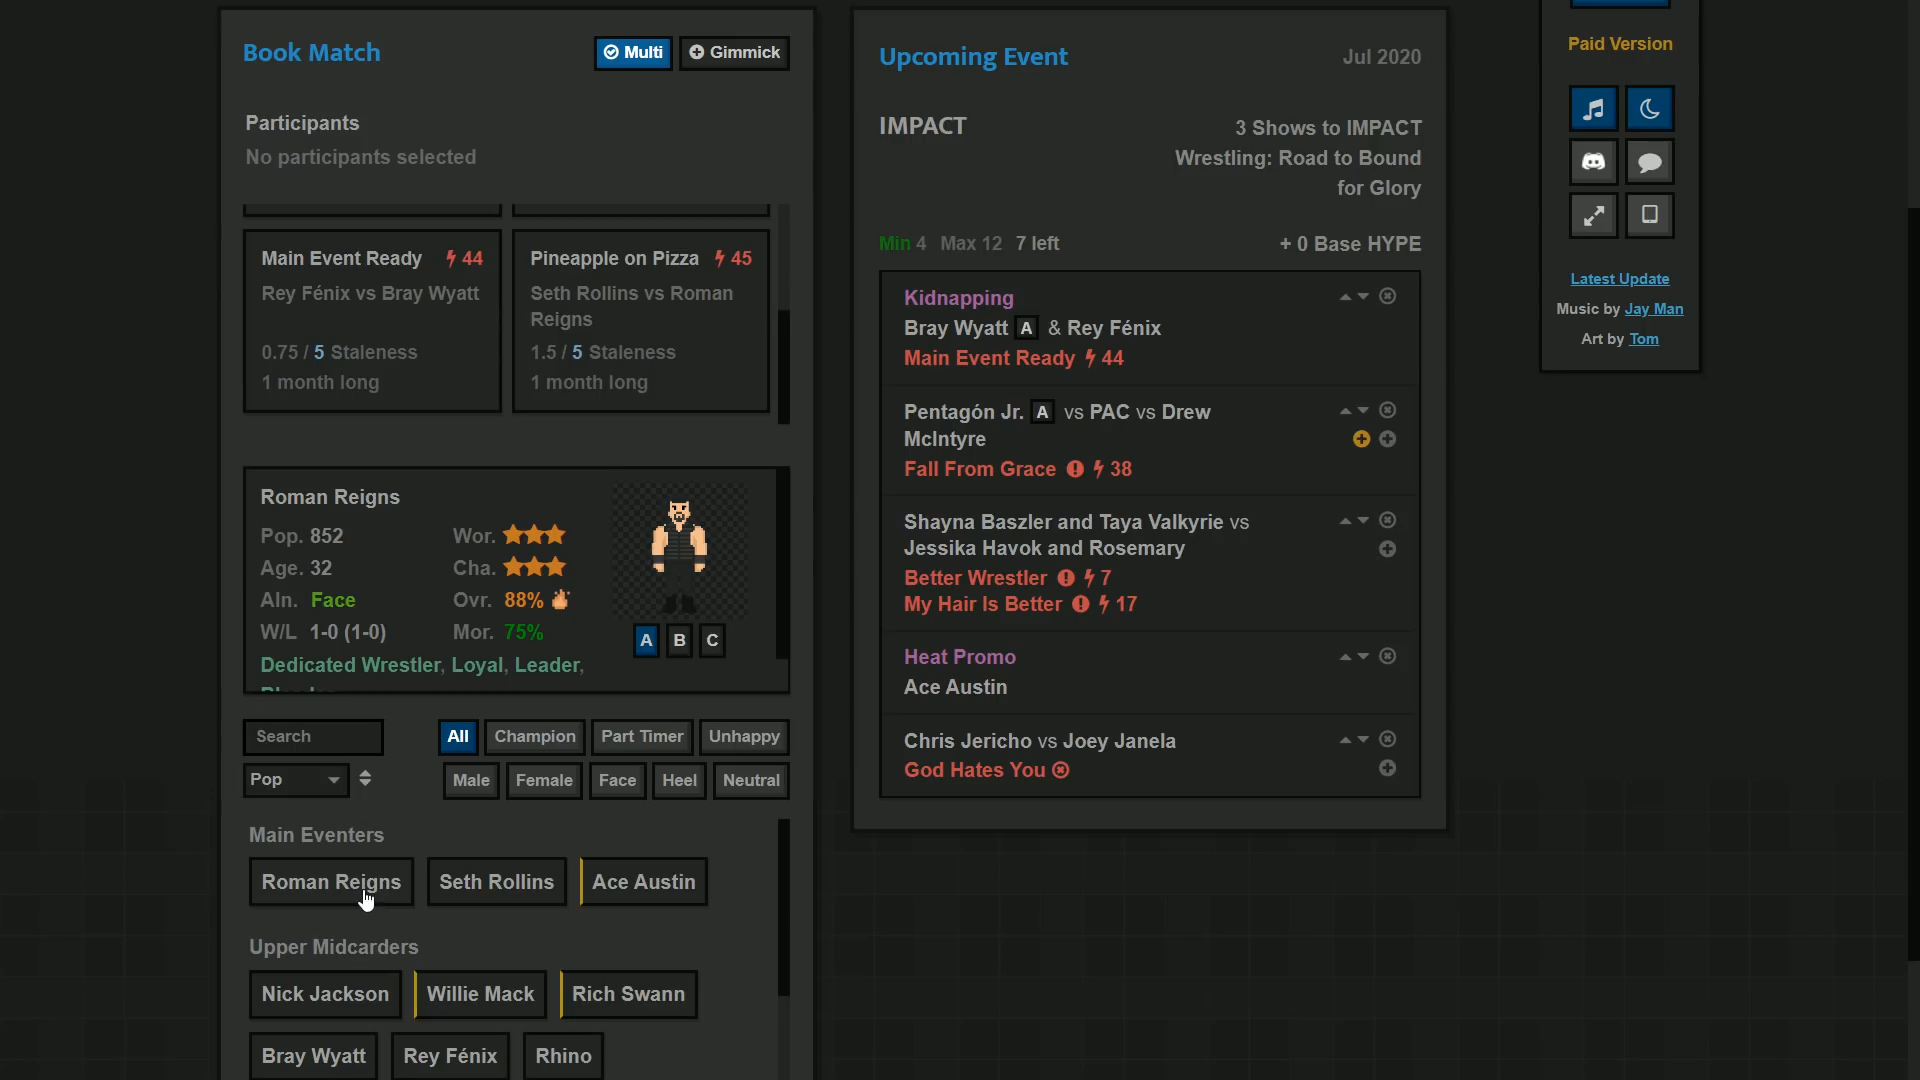 Book Match
Multi
Gimmick
Participants
No participants selected
Main Event Ready 44
Rey Fénix vs Bray Wyatt
0.75 / 5 Staleness
1 month long
Pineapple on Pizza 45
Seth Rollins vs Roman
Reigns
1.5 / 5 Staleness
1 month long
Roman Reigns
Pop. 852
Wor.
Age. 32
Cha.
Aln. Face
Ovr. 88%
W/L 1-0 (1-0)
Mor. 75%
A B C
Dedicated Wrestler, Loyal, Leader,
Search
All Champion Part Timer Unhappy
Pop
Male Female Face Heel Neutral
Main Eventers
Roman Reigns
Seth Rollins
Ace Austin
Upper Midcarders
Nick Jackson
Willie Mack
Rich Swann
Bray Wyatt
Rey Fénix
Rhino
Upcoming Event
Jul 2020
IMPACT
3 Shows to IMPACT
Wrestling: Road to Bound
for Glory
Min 4 Max 12 7 left
+ 0 Base HYPE
Kidnapping
Bray Wyatt A & Rey Fénix
Main Event Ready 44
Pentagón Jr. A vs PAC vs Drew
McIntyre
Fall From Grace 38
Shayna Baszler and Taya Valkyrie vs
Jessika Havok and Rosemary
Better Wrestler 7
My Hair Is Better 17
Heat Promo
Ace Austin
Chris Jericho vs Joey Janela
God Hates You
Paid Version
Latest Update
Music by Jay Man
Art by Tom